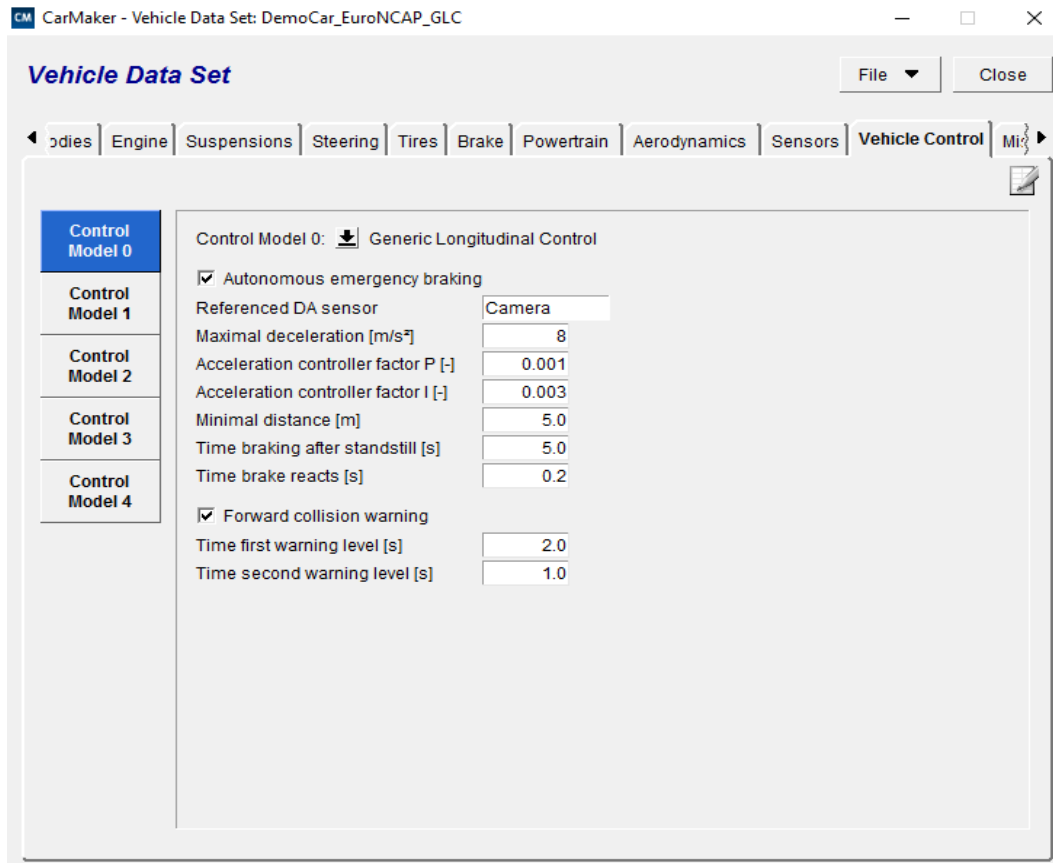 CM CarMaker - Vehicle Data Set: DemoCar_EuroNCAP_GLC
Vehicle Data Set
File Close
odies Engine Suspensions Steering Tires Brake Powertrain Aerodynamics Sensors Vehicle Control Mis
Control
Model 0
Control
Model 1
Control
Model 2
Control
Model 3
Control
Model 4
Control Model 0: Generic Longitudinal Control
Autonomous emergency braking
Referenced DA sensor Camera
Maximal deceleration [m/s²] 8
Acceleration controller factor P [-] 0.001
Acceleration controller factor I [-] 0.003
Minimal distance [m] 5.0
Time braking after standstill [s] 5.0
Time brake reacts [s] 0.2
Forward collision warning
Time first warning level [s] 2.0
Time second warning level [s] 1.0